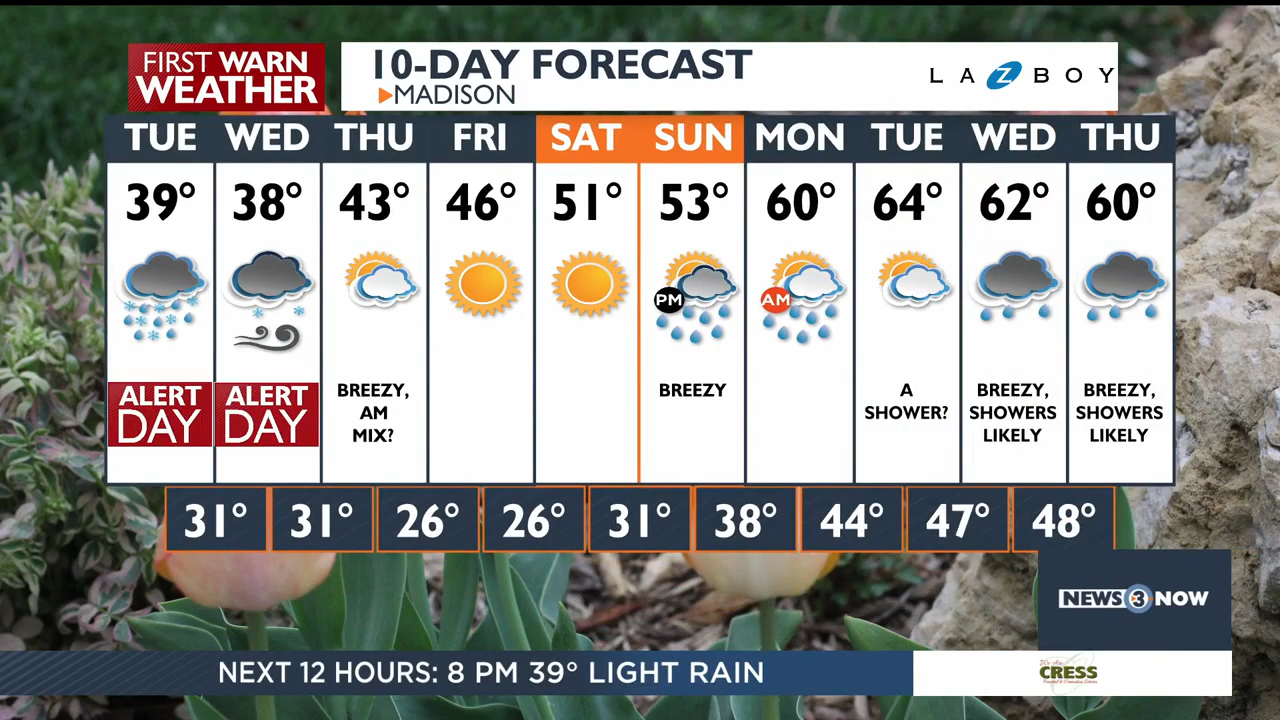 FIRST WARN
WEATHER
10-DAY FORECAST
MADISON
LA Z BOY
TUE WED THU FRI SAT SUN MON TUE WED THU
39° 38° 43° 46° 51° 53° 60° 64° 62° 60°
PM AM
ALERT
DAY
ALERT
DAY
BREEZY,
AM
MIX?
BREEZY
A
SHOWER?
BREEZY,
SHOWERS
LIKELY
BREEZY,
SHOWERS
LIKELY
31° 31° 26° 26° 31° 38° 44° 47° 48°
NEWS 3 NOW
NEXT 12 HOURS: 8 PM 39° LIGHT RAIN
CRESS